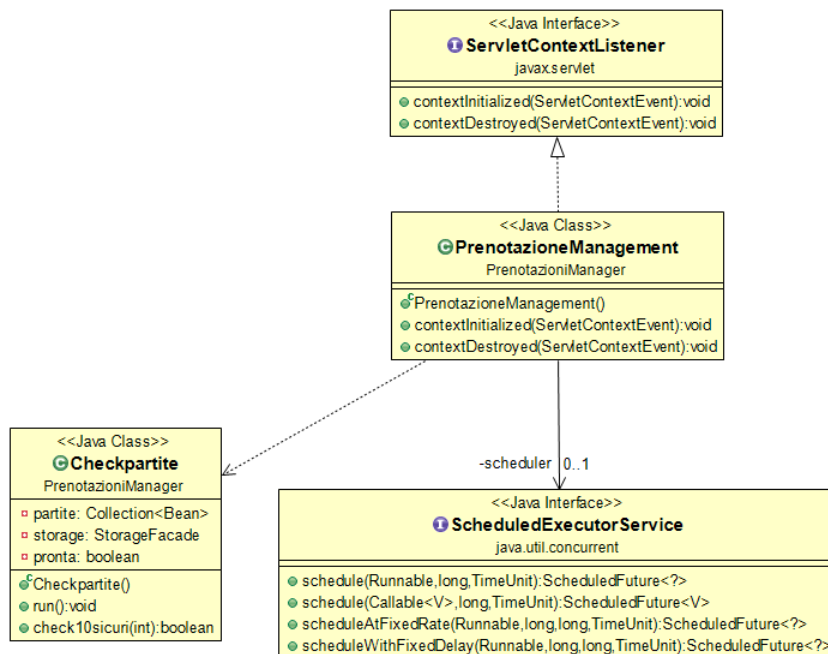 <<Java Interface>>
ServletContextListener
javax.servlet
contextInitialized(ServletContextEvent):void
contextDestroyed(ServletContextEvent):void
<<Java Class>>
PrenotazioneManagement
PrenotazioniManager
PrenotazioneManagement()
contextInitialized(ServletContextEvent):void
contextDestroyed(ServletContextEvent):void
<<Java Class>>
Checkpartite
PrenotazioniManager
partite: Collection<Bean>
storage: StorageFacade
pronta: boolean
Checkpartite()
run():void
check10sicuri(int):boolean
-scheduler 0..1
<<Java Interface>>
ScheduledExecutorService
java.util.concurrent
schedule(Runnable,long,TimeUnit):ScheduledFuture<?>
schedule(Callable<V>,long,TimeUnit):ScheduledFuture<V>
scheduleAtFixedRate(Runnable,long,long,TimeUnit):ScheduledFuture<?>
scheduleWithFixedDelay(Runnable,long,long,TimeUnit):ScheduledFuture<?>